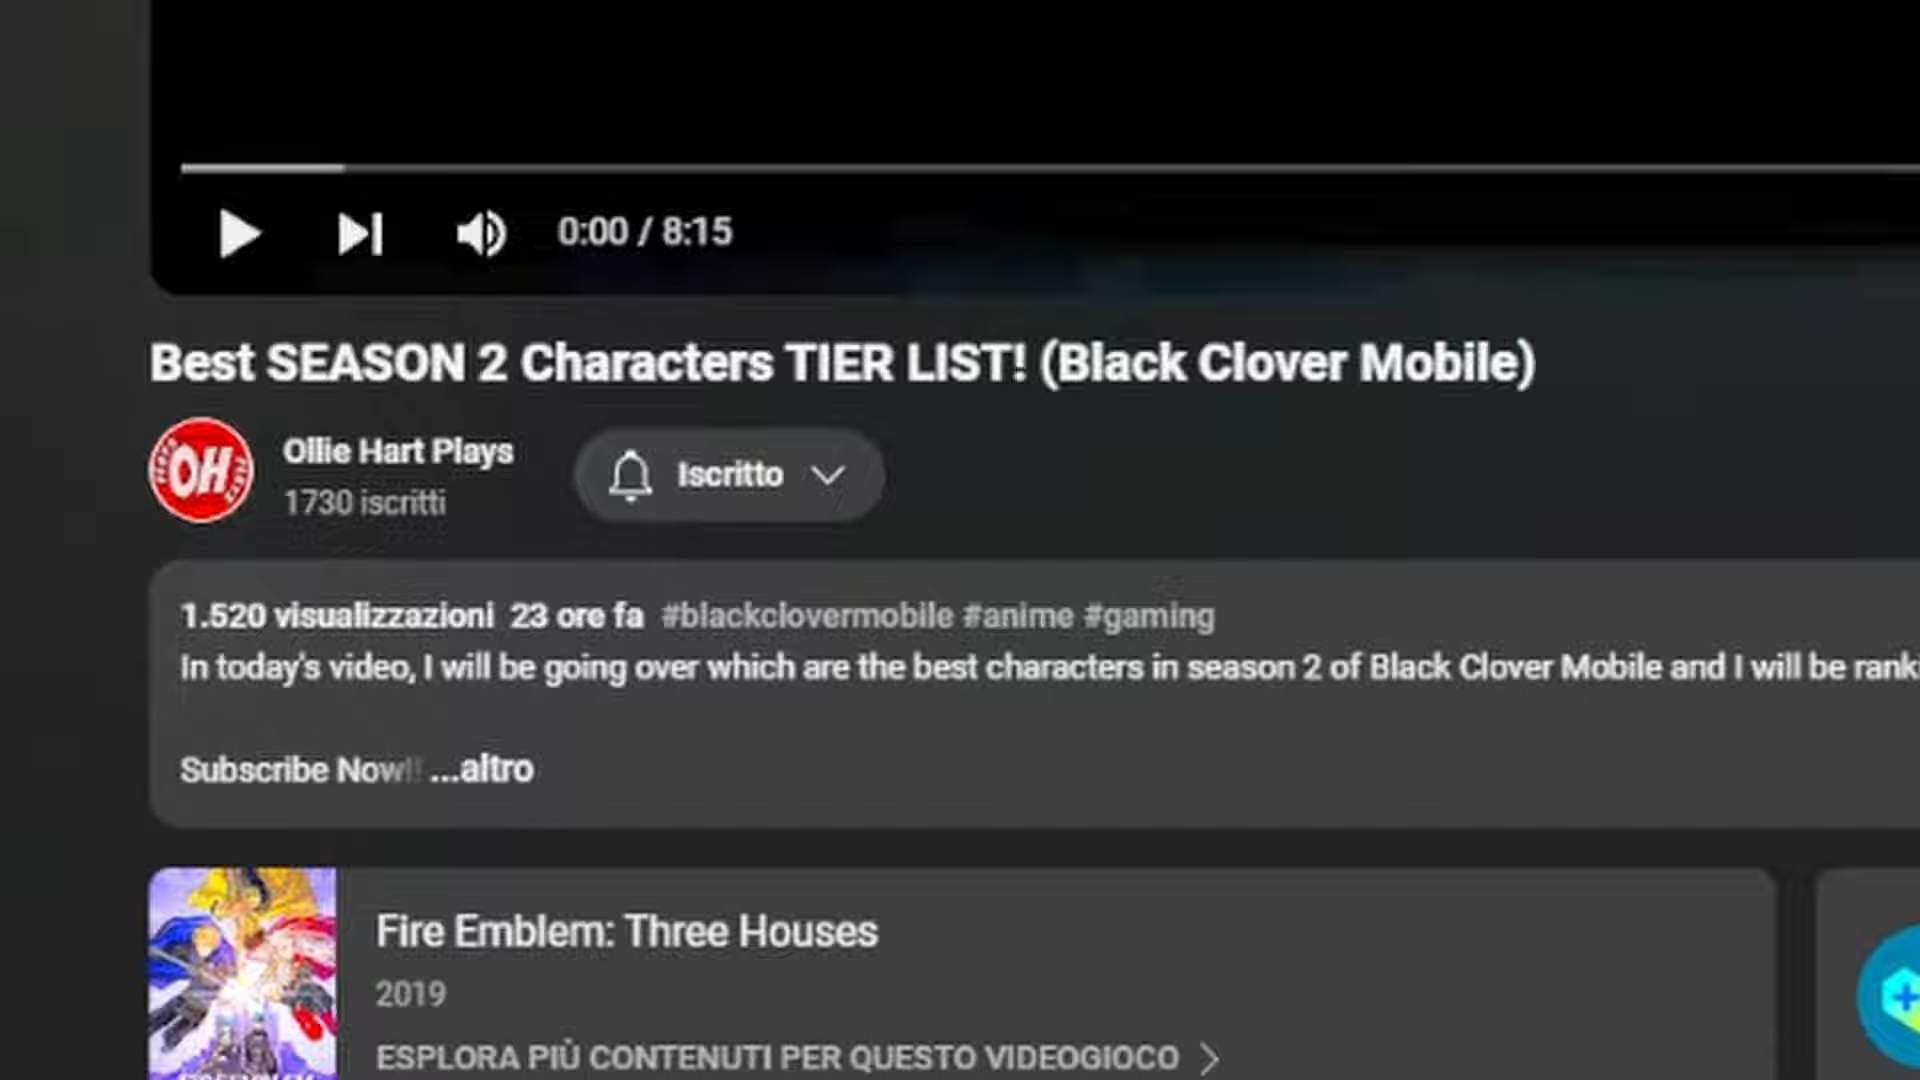 0:00 / 8:15
Best SEASON 2 Characters TIER LIST! (Black Clover Mobile)
OH
Ollie Hart Plays
1730 iscritti
Iscritto
1.520 visualizzazioni 23 ore fa #blackclovermobile #anime #gaming
In today's video, I will be going over which are the best characters in season 2 of Black Clover Mobile and I will be ranki
Subscribe Now!! ...altro
Fire Emblem: Three Houses
2019
ESPLORA PIÙ CONTENUTI PER QUESTO VIDEOGIOCO